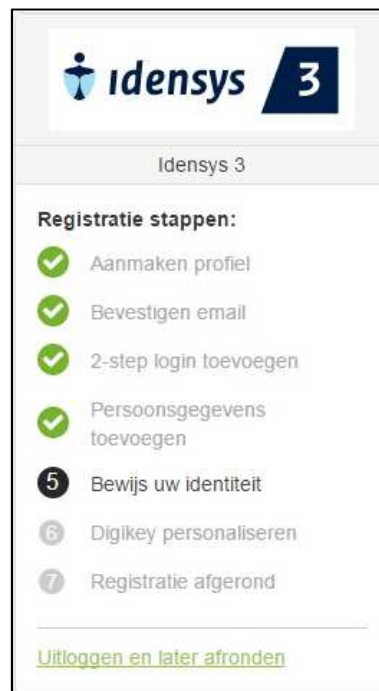 ıdensys 3
Idensys 3
Registratie stappen:
Aanmaken profiel
Bevestigen email
2-step login toevoegen
Persoonsgegevens
toevoegen
5 Bewijs uw identiteit
6 Digikey personaliseren
7 Registratie afgerond
Uitloggen en later afronden